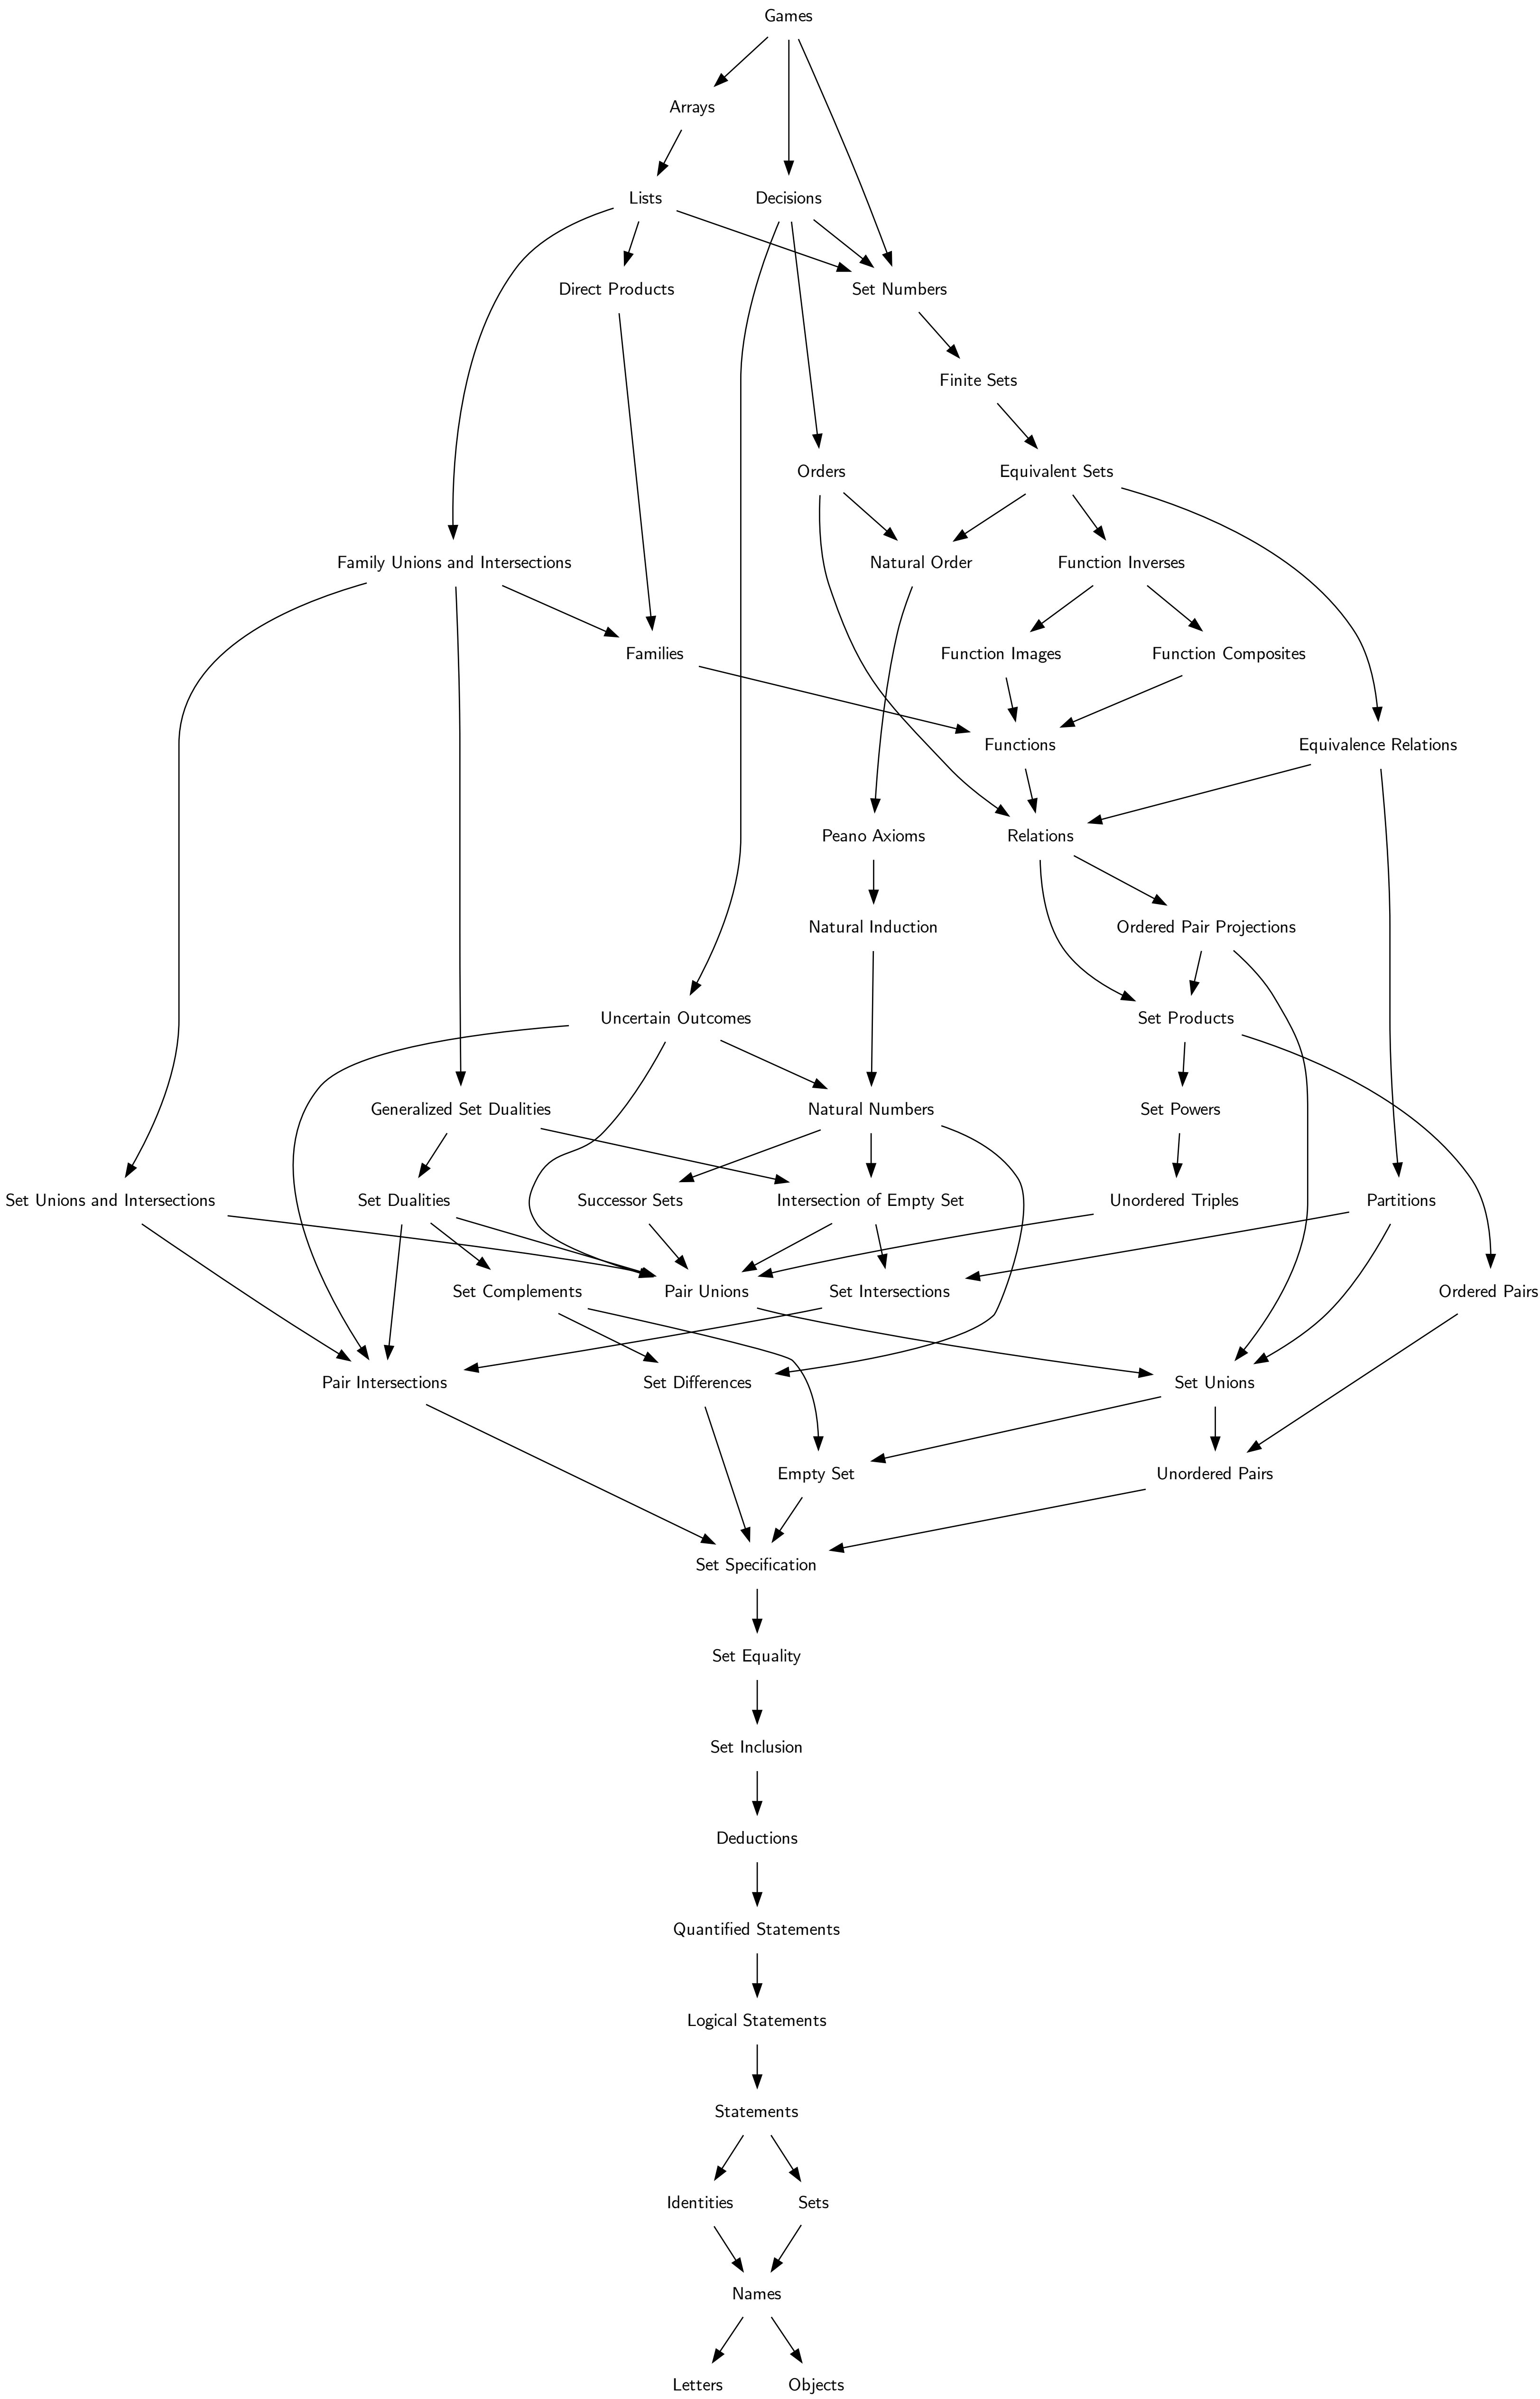 Games
Arrays
Lists
Decisions
Direct Products
Set Numbers
Finite Sets
Orders
Equivalent Sets
Family Unions and Intersections
Natural Order
Function Inverses
Families
Function Images
Function Composites
Functions
Equivalence Relations
Peano Axioms
Relations
Natural Induction
Ordered Pair Projections
Uncertain Outcomes
Set Products
Generalized Set Dualities
Natural Numbers
Set Powers
Set Unions and Intersections
Set Dualities
Successor Sets
Intersection of Empty Set
Unordered Triples
Partitions
Set Complements
Pair Unions
Set Intersections
Ordered Pairs
Pair Intersections
Set Differences
Set Unions
Empty Set
Unordered Pairs
Set Specification
Set Equality
Set Inclusion
Deductions
Quantified Statements
Logical Statements
Statements
Identities
Sets
Names
Letters
Objects